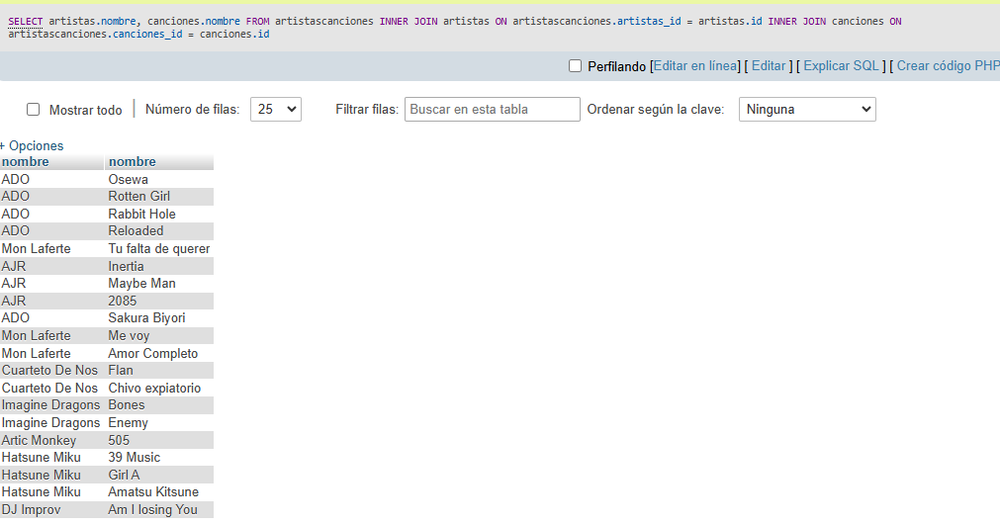 SELECT artistas.nombre, canciones.nombre FROM artistascanciones INNER JOIN artistas ON artistascanciones.artistas_id = artistas.id INNER JOIN canciones ON
artistascanciones.canciones_id = canciones.id
Perfilando [Editar en línea] [ Editar ] [ Explicar SQL ] [ Crear código PHP
Mostrar todo | Número de filas: 25 Filtrar filas: Buscar en esta tabla Ordenar según la clave: Ninguna
+ Opciones
nombre nombre
ADO Osewa
ADO Rotten Girl
ADO Rabbit Hole
ADO Reloaded
Mon Laferte Tu falta de querer
AJR Inertia
AJR Maybe Man
AJR 2085
ADO Sakura Biyori
Mon Laferte Me voy
Mon Laferte Amor Completo
Cuarteto De Nos Flan
Cuarteto De Nos Chivo expiatorio
Imagine Dragons Bones
Imagine Dragons Enemy
Artic Monkey 505
Hatsune Miku 39 Music
Hatsune Miku Girl A
Hatsune Miku Amatsu Kitsune
DJ Improv Am I losing You